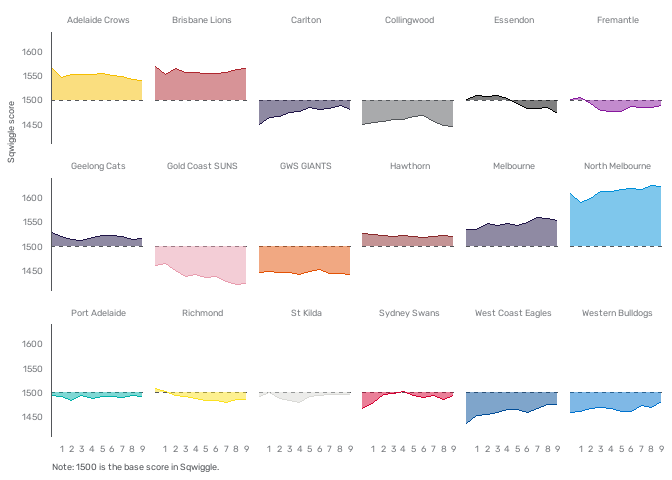 Adelaide Crows Brisbane Lions Carlton Collingwood Essendon Fremantle
1600
1550
1500
1450
Sqwiggle score
Geelong Cats Gold Coast SUNS GWS GIANTS Hawthorn Melbourne North Melbourne
1600
1550
1500
1450
Port Adelaide Richmond St Kilda Sydney Swans West Coast Eagles Western Bulldogs
1600
1550
1500
1450
1 2 3 4 5 6 7 8 9 1 2 3 4 5 6 7 8 9 1 2 3 4 5 6 7 8 9 1 2 3 4 5 6 7 8 9 1 2 3 4 5 6 7 8 9 1 2 3 4 5 6 7 8 9
Note: 1500 is the base score in Sqwiggle.